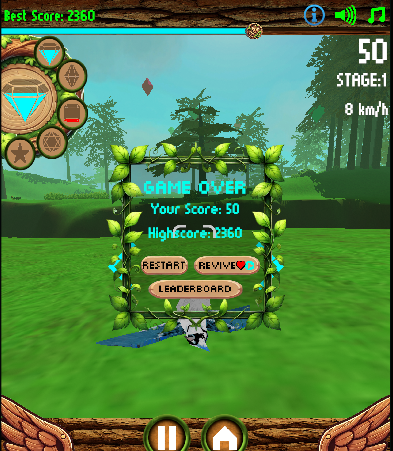 Best Score: 2360
50
STAGE:1
8 km/h
GAME OVER
Your Score: 50
Highscore: 2360
RESTART
REVIVE
LEADERBOARD